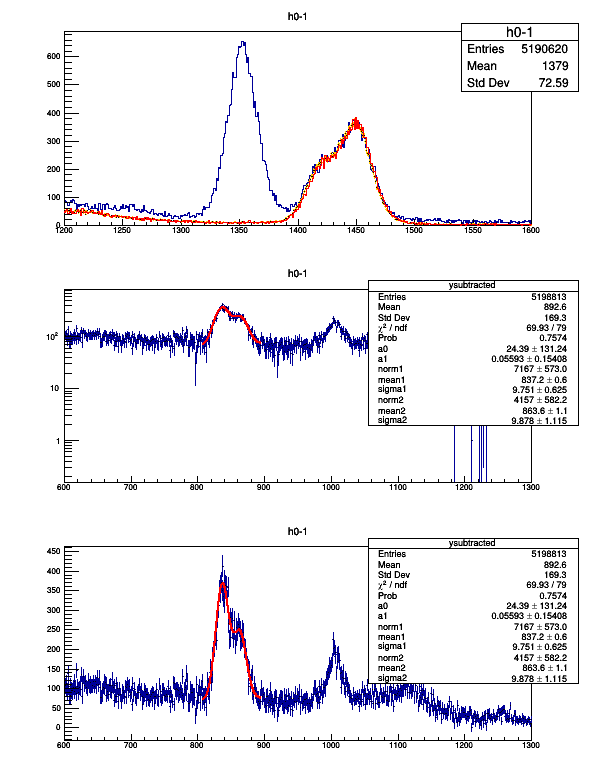 h0-1
h0-1
Entries 5190620
Mean 1379
Std Dev 72.59
600
500
400
300
200
100
0
1200 1250 1300 1350 1400 1450 1500 1550 1600
h0-1
ysubtracted
Entries 5198813
Mean 892.6
Std Dev 169.3
χ² / ndf 69.93 / 79
Prob 0.7574
a0 24.39 ± 131.24
a1 0.05593 ± 0.15408
norm1 7167 ± 573.0
mean1 837.2 ± 0.6
sigma1 9.751 ± 0.625
norm2 4157 ± 582.2
mean2 863.6 ± 1.1
sigma2 9.878 ± 1.115
10²
10
1
600 700 800 900 1000 1100 1200 1300
h0-1
ysubtracted
Entries 5198813
Mean 892.6
Std Dev 169.3
χ² / ndf 69.93 / 79
Prob 0.7574
a0 24.39 ± 131.24
a1 0.05593 ± 0.15408
norm1 7167 ± 573.0
mean1 837.2 ± 0.6
sigma1 9.751 ± 0.625
norm2 4157 ± 582.2
mean2 863.6 ± 1.1
sigma2 9.878 ± 1.115
450
400
350
300
250
200
150
100
50
0
600 700 800 900 1000 1100 1200 1300